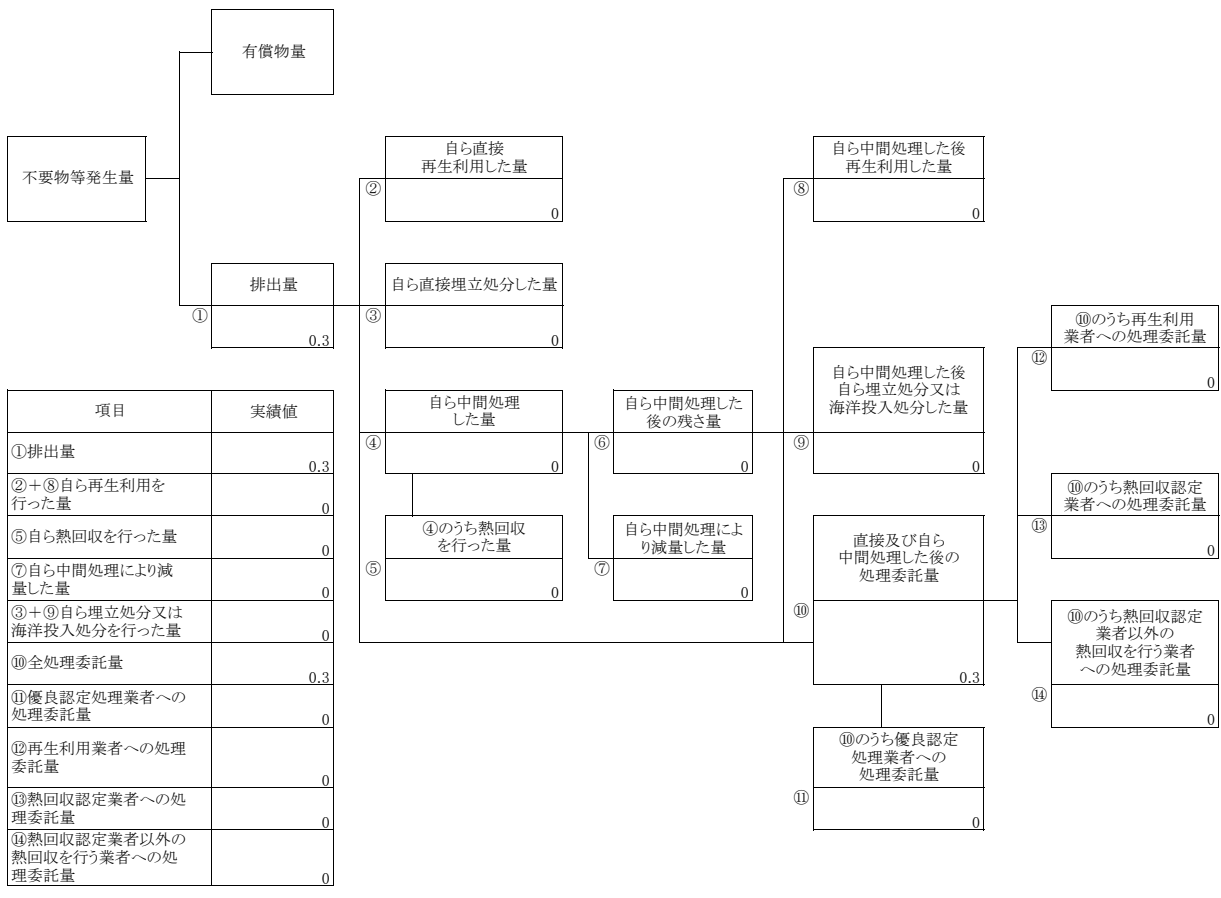 有償物量
不要物等発生量
自ら直接
再生利用した量
②
0
自ら中間処理した後
再生利用した量
⑧
0
排出量
①
0.3
自ら直接埋立処分した量
③
0
⑩のうち再生利用
業者への処理委託量
⑫
0
自ら中間処理
した量
④
0
自ら中間処理した
後の残さ量
⑥
0
自ら中間処理した後
自ら埋立処分又は
海洋投入処分した量
⑨
0
⑩のうち熱回収認定
業者への処理委託量
⑬
0
④のうち熱回収
を行った量
⑤
0
自ら中間処理によ
り減量した量
⑦
0
直接及び自ら
中間処理した後の
処理委託量
⑩
0.3
⑩のうち熱回収認定
業者以外の
熱回収を行う業者
への処理委託量
⑭
0
⑩のうち優良認定
処理業者への
処理委託量
⑪
0
項目 実績値
①排出量
0.3
②＋⑧自ら再生利用を
行った量
0
⑤自ら熱回収を行った量
0
⑦自ら中間処理により減
量した量
0
③＋⑨自ら埋立処分又は
海洋投入処分を行った量
0
⑩全処理委託量
0.3
⑪優良認定処理業者への
処理委託量
0
⑫再生利用業者への処理
委託量
0
⑬熱回収認定業者への処
理委託量
0
⑭熱回収認定業者以外の
熱回収を行う業者への処
理委託量
0